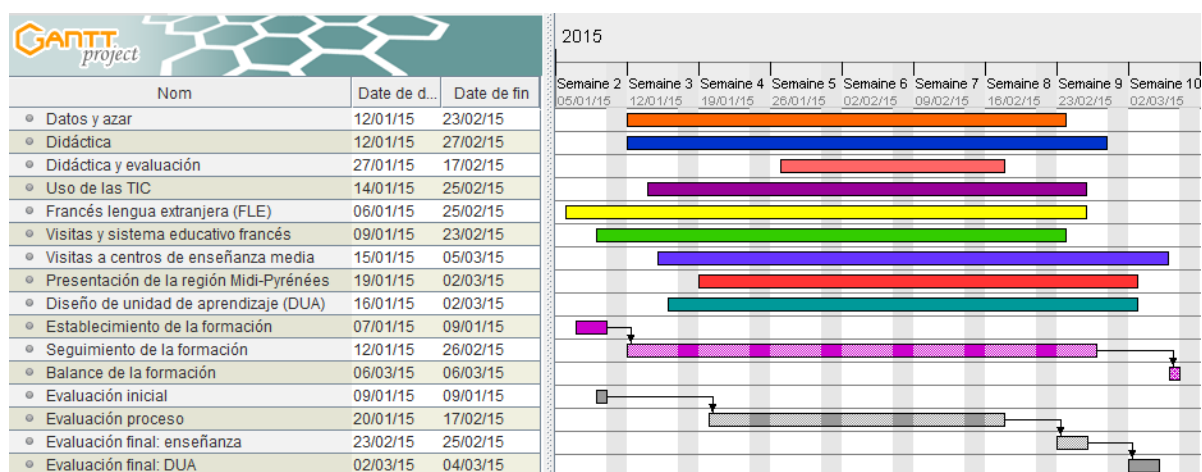 GANTT
project
2015
Semaine 2 Semaine 3 Semaine 4 Semaine 5 Semaine 6 Semaine 7 Semaine 8 Semaine 9 Semaine 10
05/01/15 12/01/15 19/01/15 26/01/15 02/02/15 09/02/15 16/02/15 23/02/15 02/03/15
Nom Date de d... Date de fin
Datos y azar 12/01/15 23/02/15
Didáctica 12/01/15 27/02/15
Didáctica y evaluación 27/01/15 17/02/15
Uso de las TIC 14/01/15 25/02/15
Francés lengua extranjera (FLE) 06/01/15 25/02/15
Visitas y sistema educativo francés 09/01/15 23/02/15
Visitas a centros de enseñanza media 15/01/15 05/03/15
Presentación de la región Midi-Pyrénées 19/01/15 02/03/15
Diseño de unidad de aprendizaje (DUA) 16/01/15 02/03/15
Establecimiento de la formación 07/01/15 09/01/15
Seguimiento de la formación 12/01/15 26/02/15
Balance de la formación 06/03/15 06/03/15
Evaluación inicial 09/01/15 09/01/15
Evaluación proceso 20/01/15 17/02/15
Evaluación final: enseñanza 23/02/15 25/02/15
Evaluación final: DUA 02/03/15 04/03/15